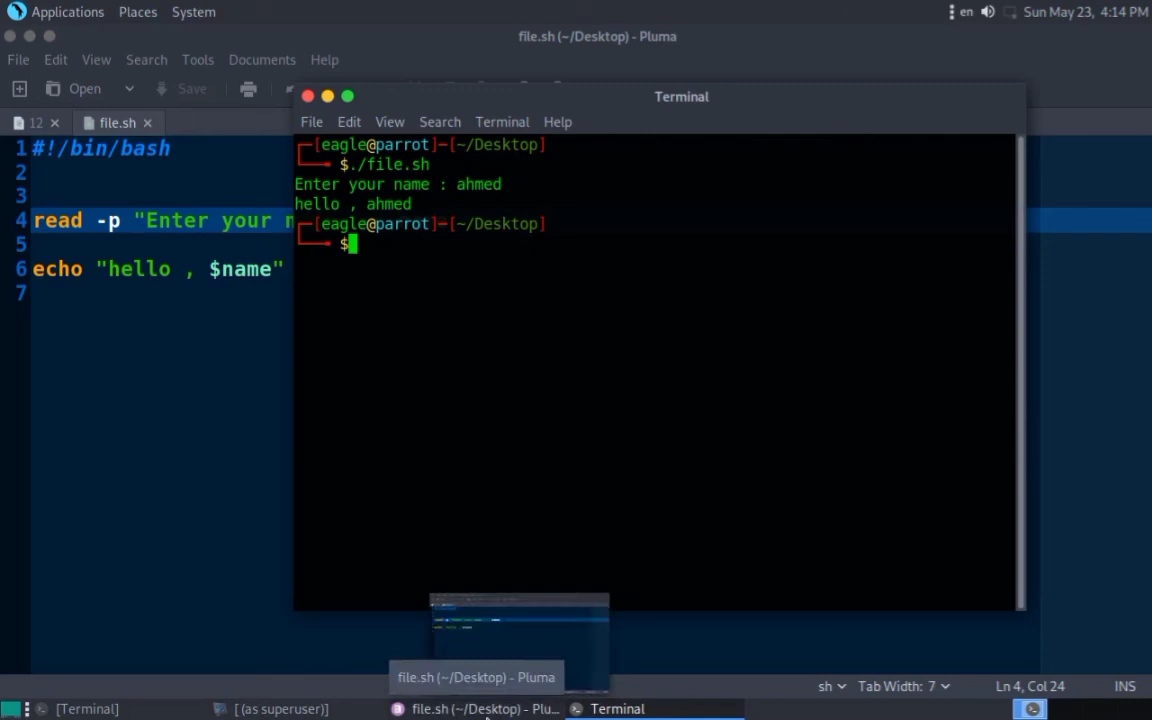 Applications Places System en Sun May 23, 4:14 PM
file.sh (~/Desktop) - Pluma
File Edit View Search Tools Documents Help
Open Save
12 file.sh
1 #!/bin/bash
2
3
4 read -p "Enter your
6 echo "hello , $name"
7
Terminal
File Edit View Search Terminal Help
[eagle@parrot]-[~/Desktop]
$./file.sh
Enter your name : ahmed
hello , ahmed
[eagle@parrot]-[~/Desktop]
$
file.sh (~/Desktop) - Pluma
sh Tab Width: 7 Ln 4, Col 24 INS
[Terminal] [ (as superuser)] file.sh (~/Desktop) - Plu... Terminal